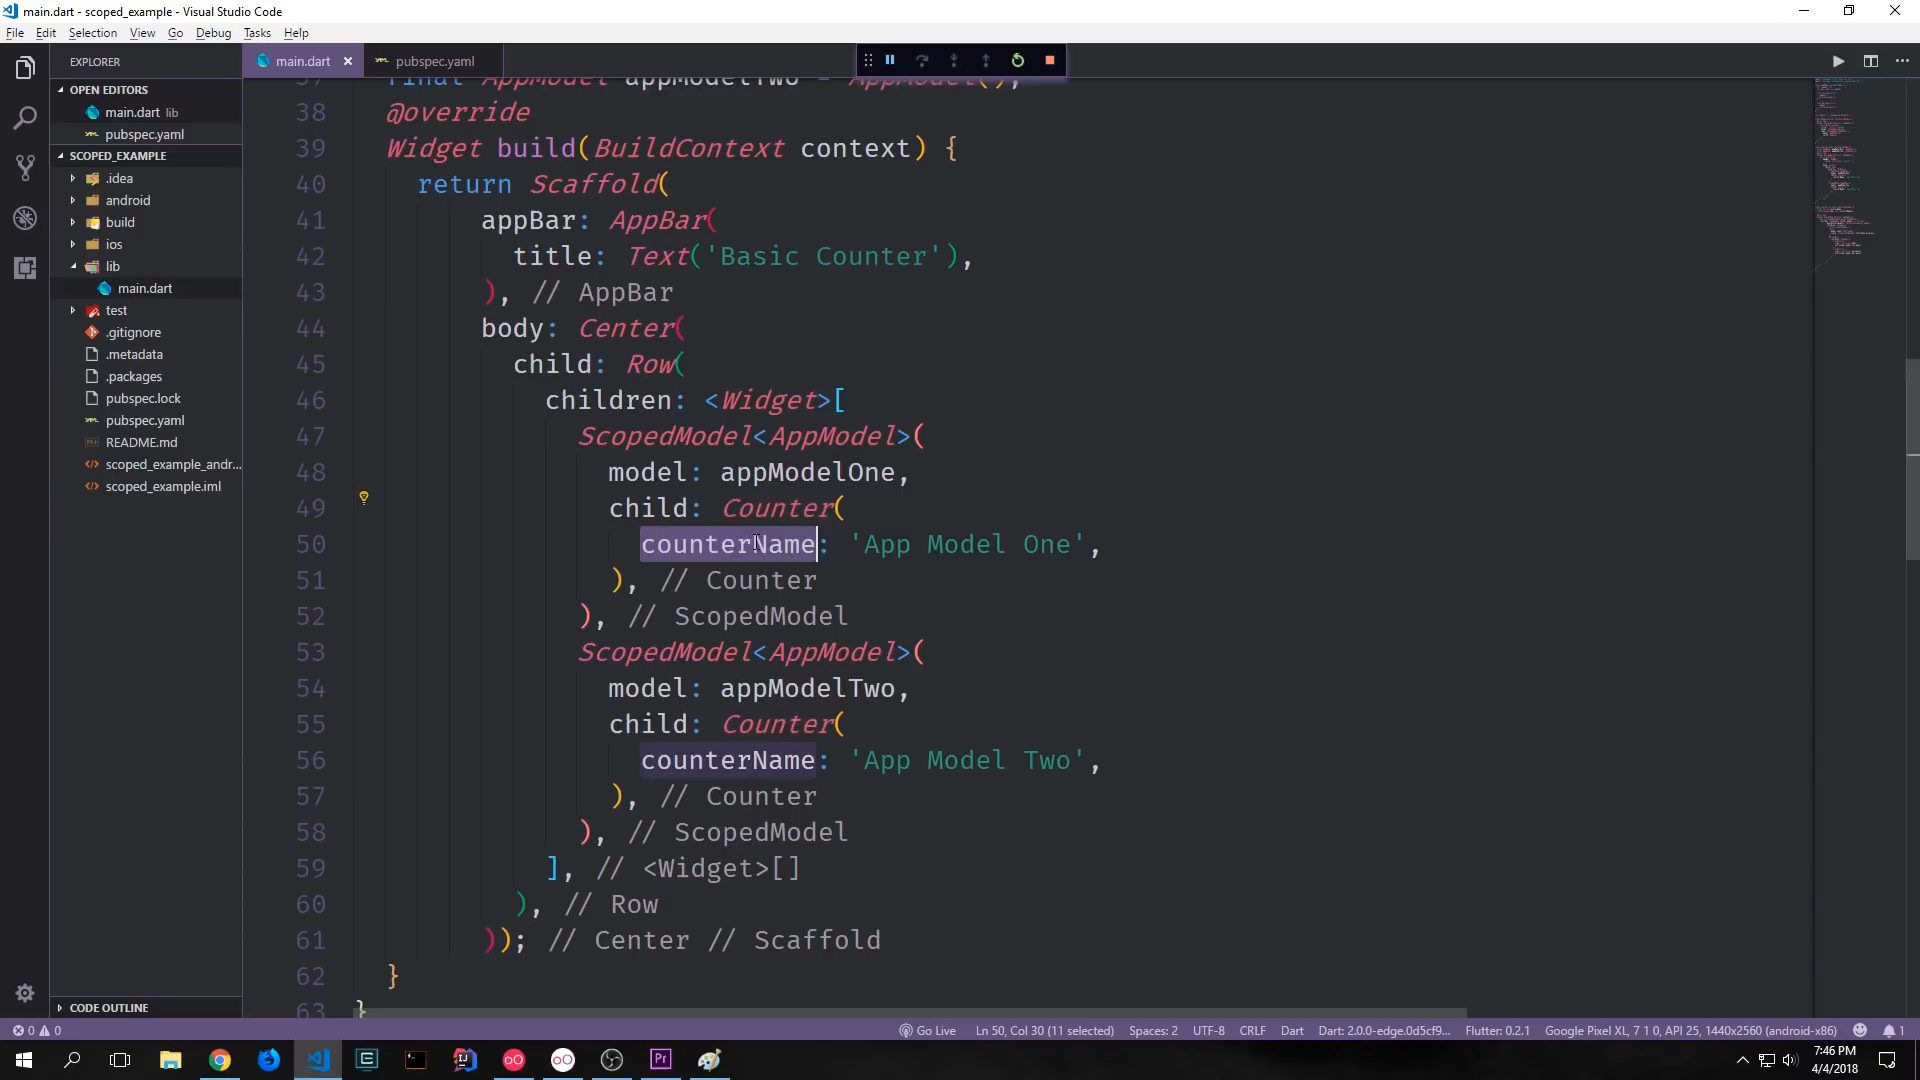 main.dart - scoped_example - Visual Studio Code
File Edit Selection View Go Debug Tasks Help
EXPLORER
main.dart
pubspec.yaml
OPEN EDITORS
main.dart lib
pubspec.yaml
SCOPED_EXAMPLE
.idea
android
build
ios
lib
main.dart
test
.gitignore
.metadata
.packages
pubspec.lock
pubspec.yaml
README.md
scoped_example_andr...
scoped_example.iml
CODE OUTLINE
37 final AppModel appModelTwo = AppModel();
38 @override
39 Widget build(BuildContext context) {
40 return Scaffold(
41 appBar: AppBar(
42 title: Text('Basic Counter'),
43 ), // AppBar
44 body: Center(
45 child: Row(
46 children: <Widget>[
47 ScopedModel<AppModel>(
48 model: appModelOne,
49 child: Counter(
50 counterName: 'App Model One',
51 ), // Counter
52 ), // ScopedModel
53 ScopedModel<AppModel>(
54 model: appModelTwo,
55 child: Counter(
56 counterName: 'App Model Two',
57 ), // Counter
58 ), // ScopedModel
59 ], // <Widget>[]
60 ), // Row
61 )); // Center // Scaffold
62 }
63 }
0 0 Go Live Ln 50, Col 30 (11 selected) Spaces: 2 UTF-8 CRLF Dart Dart: 2.0.0-edge.0d5cf9... Flutter: 0.2.1 Google Pixel XL, 7 1 0, API 25, 1440x2560 (android-x86) 1
7:46 PM
4/4/2018